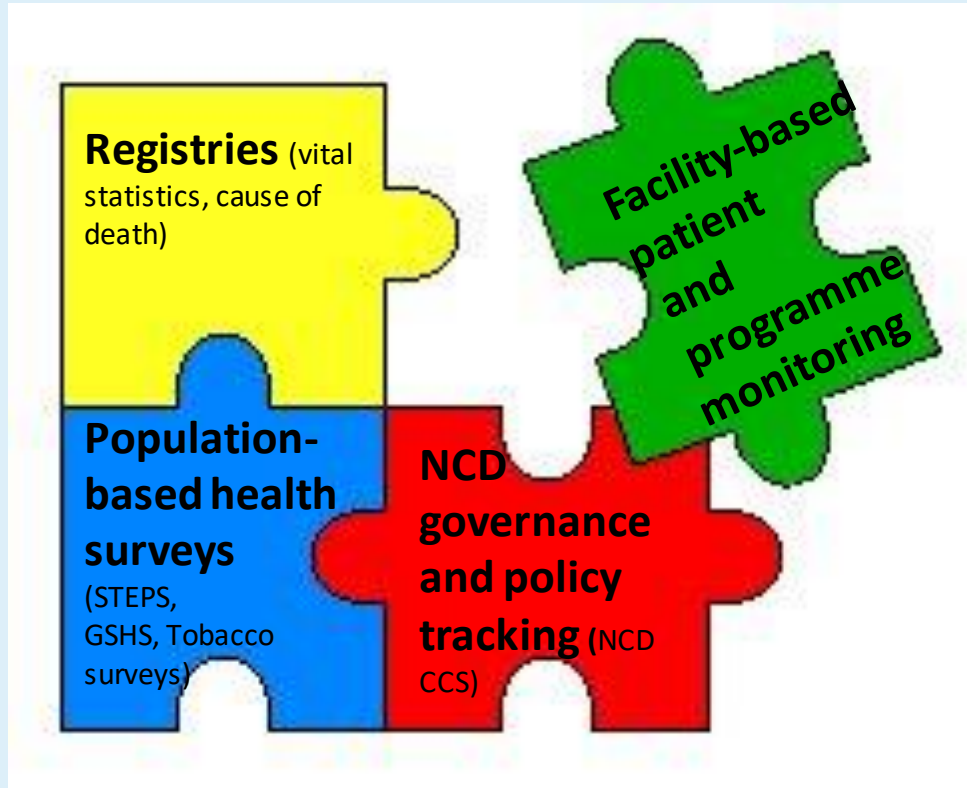 Registries (vital
statistics, cause of
death)
Facility-based
patient
and
programme
monitoring
Population-
based health
surveys
(STEPS,
GSHS, Tobacco
surveys)
NCD
governance
and policy
tracking (NCD
CCS)